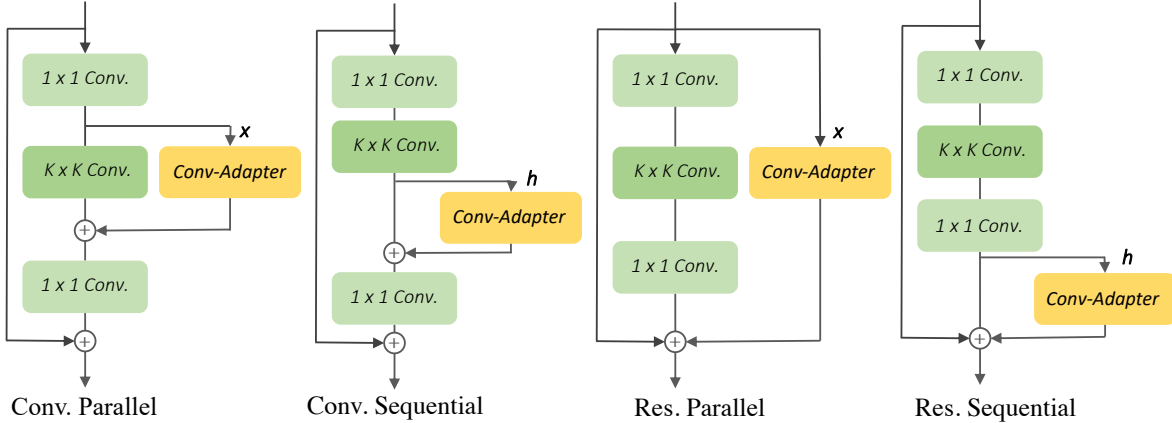 1 x 1 Conv.
x
K x K Conv.
Conv-Adapter
+
1 x 1 Conv.
+
Conv. Parallel
1 x 1 Conv.
K x K Conv.
h
Conv-Adapter
+
1 x 1 Conv.
+
Conv. Sequential
1 x 1 Conv.
x
K x K Conv.
Conv-Adapter
1 x 1 Conv.
+
Res. Parallel
1 x 1 Conv.
K x K Conv.
1 x 1 Conv.
h
Conv-Adapter
+
Res. Sequential